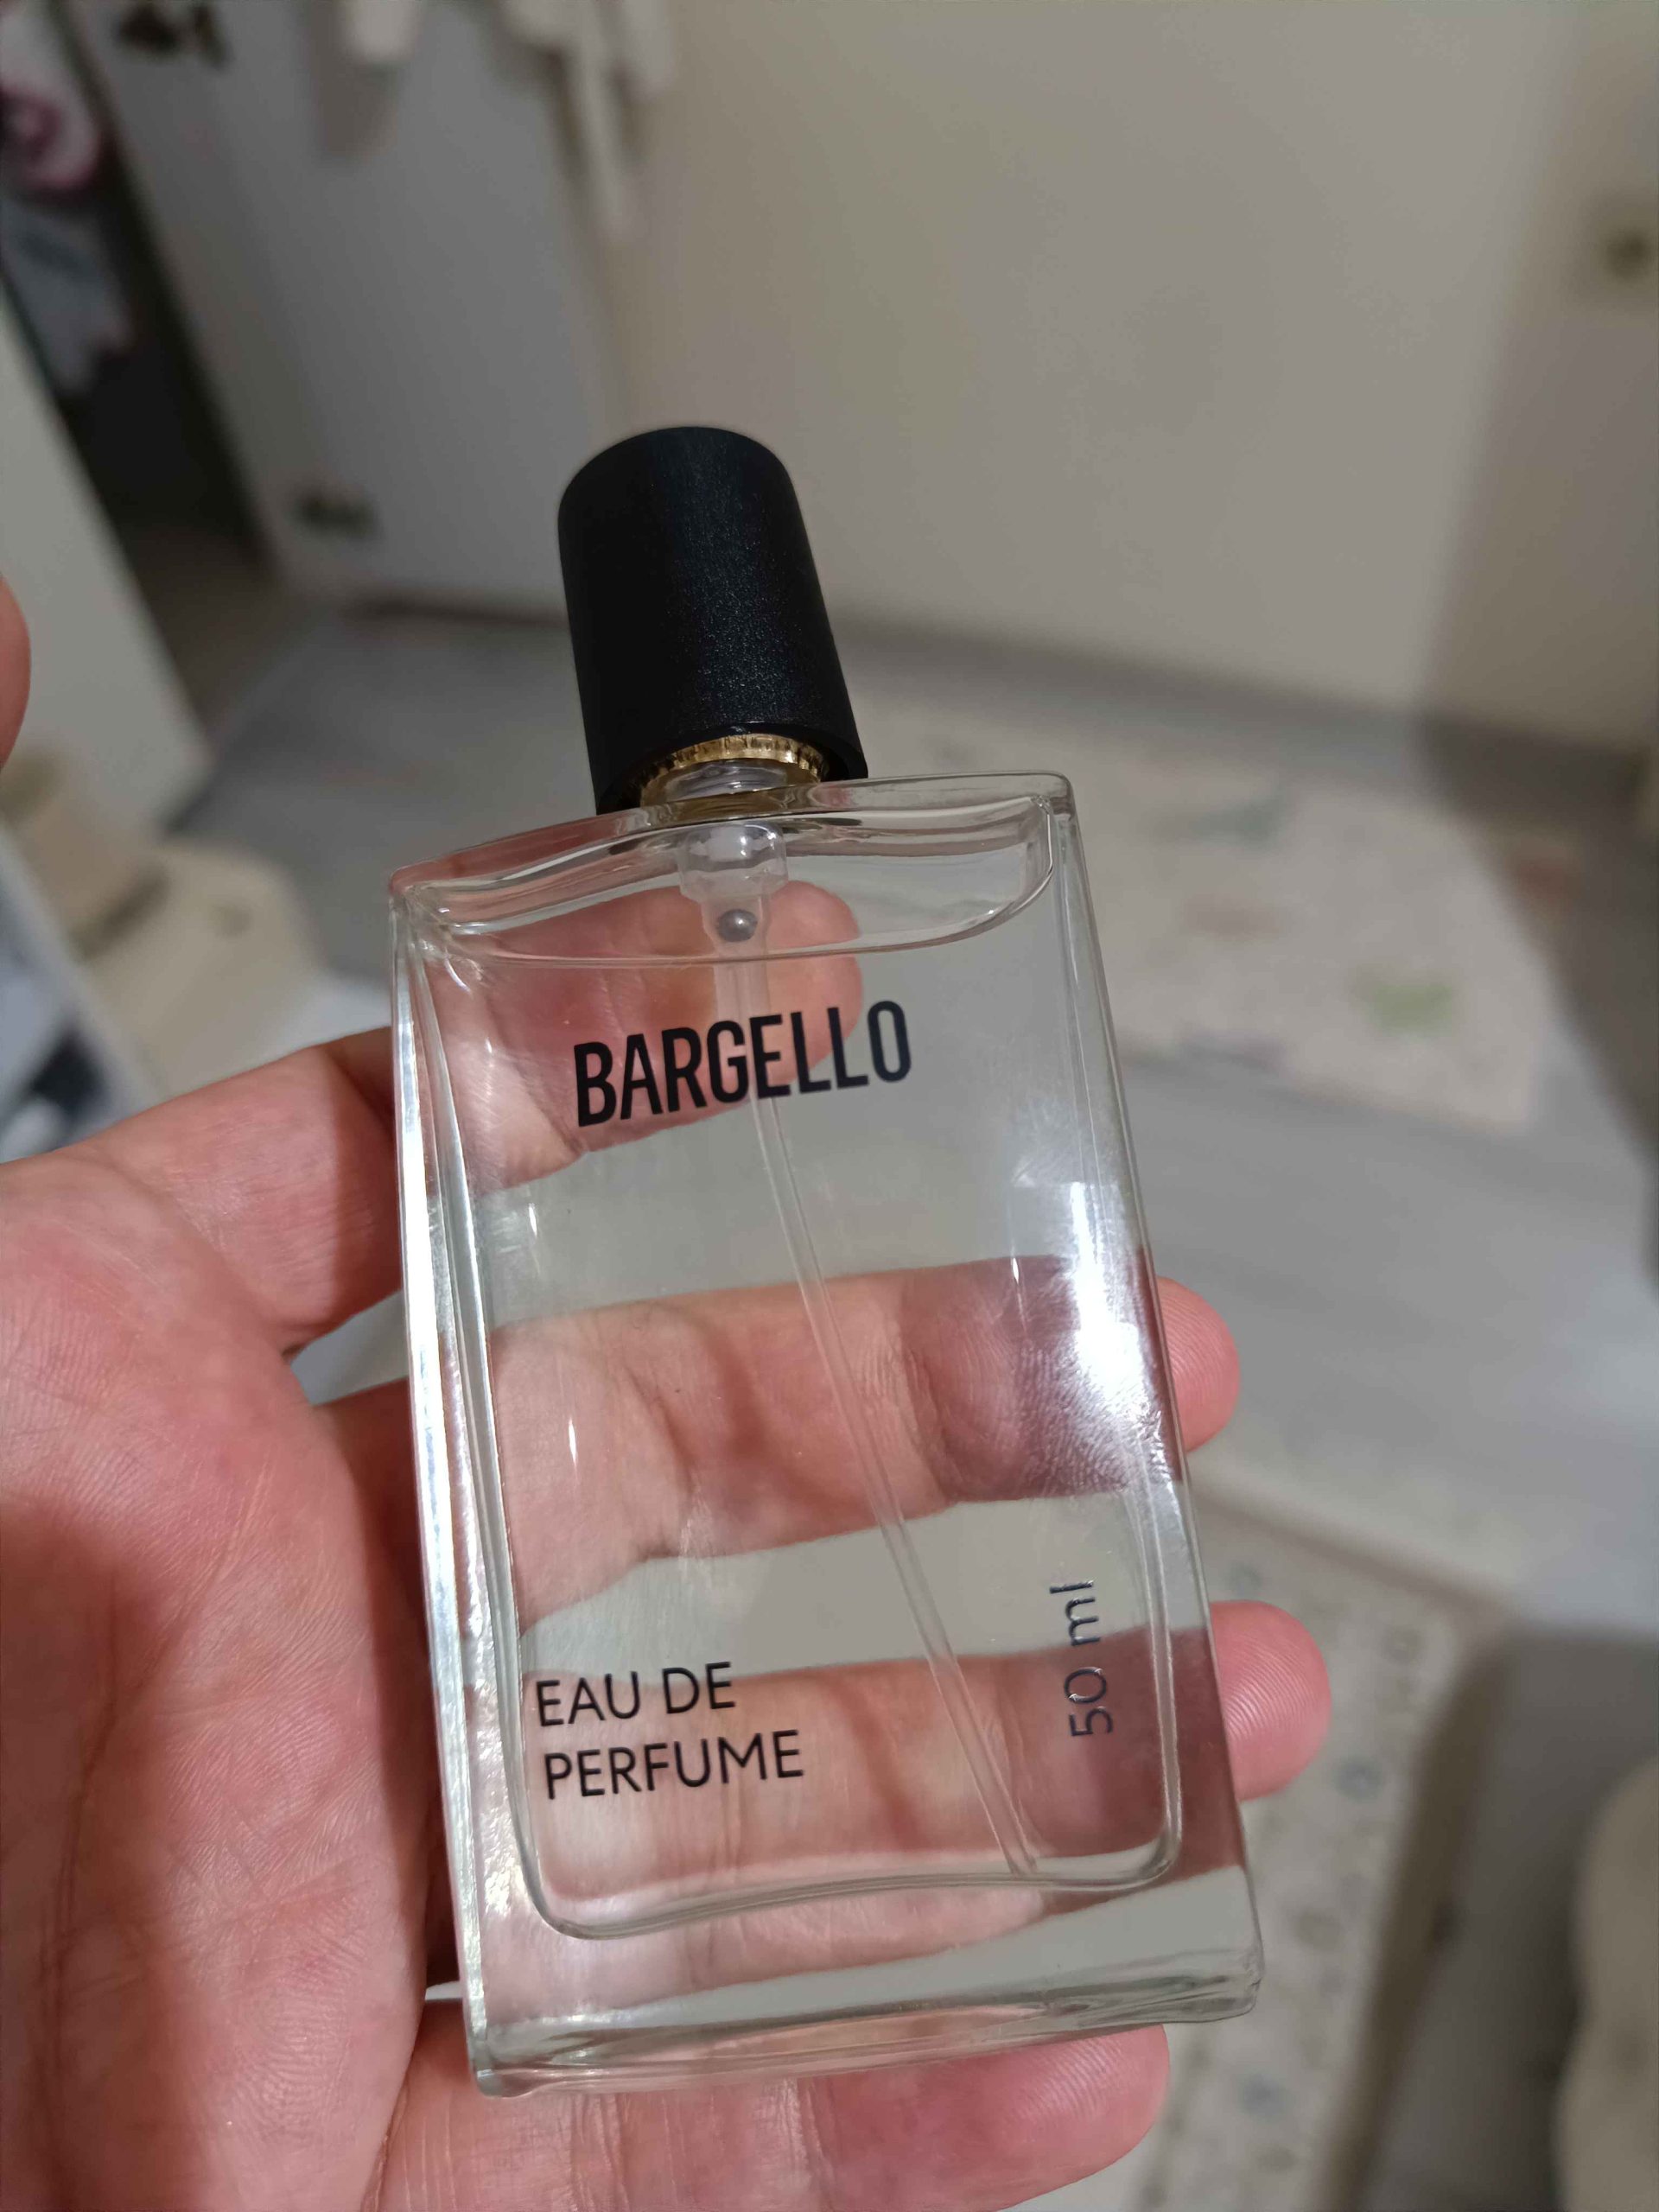 BARGELLO
EAU DE
PERFUME
50 ml